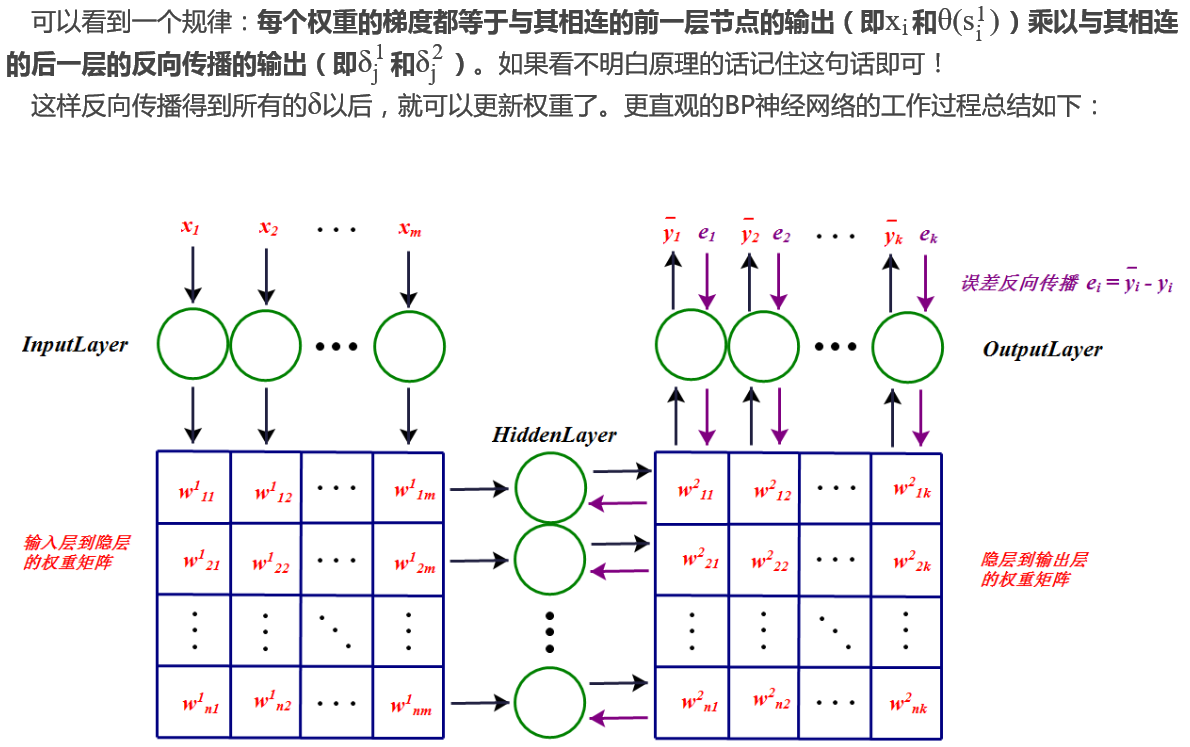 可以看到一个规律：每个权重的梯度都等于与其相连的前一层节点的输出（即xᵢ和θ(sᵢ¹)）乘以与其相连
的后一层的反向传播的输出（即δⱼ¹和δⱼ²）。如果看不明白原理的话记住这句话即可！
这样反向传播得到所有的δ以后，就可以更新权重了。更直观的BP神经网络的工作过程总结如下：
x₁ x₂ ··· xₘ
ȳ₁ e₁ ȳ₂ e₂ ··· ȳₖ eₖ
误差反向传播 eᵢ = ȳᵢ - yᵢ
InputLayer
OutputLayer
HiddenLayer
w¹₁₁ w¹₁₂ ··· w¹₁ₘ
w²₁₁ w²₁₂ ··· w²₁ₖ
输入层到隐层
的权重矩阵
w¹₂₁ w¹₂₂ ··· w¹₂ₘ
w²₂₁ w²₂₂ ··· w²₂ₖ
隐层到输出层
的权重矩阵
w¹ₙ₁ w¹ₙ₂ ··· w¹ₙₘ
w²ₙ₁ w²ₙ₂ ··· w²ₙₖ